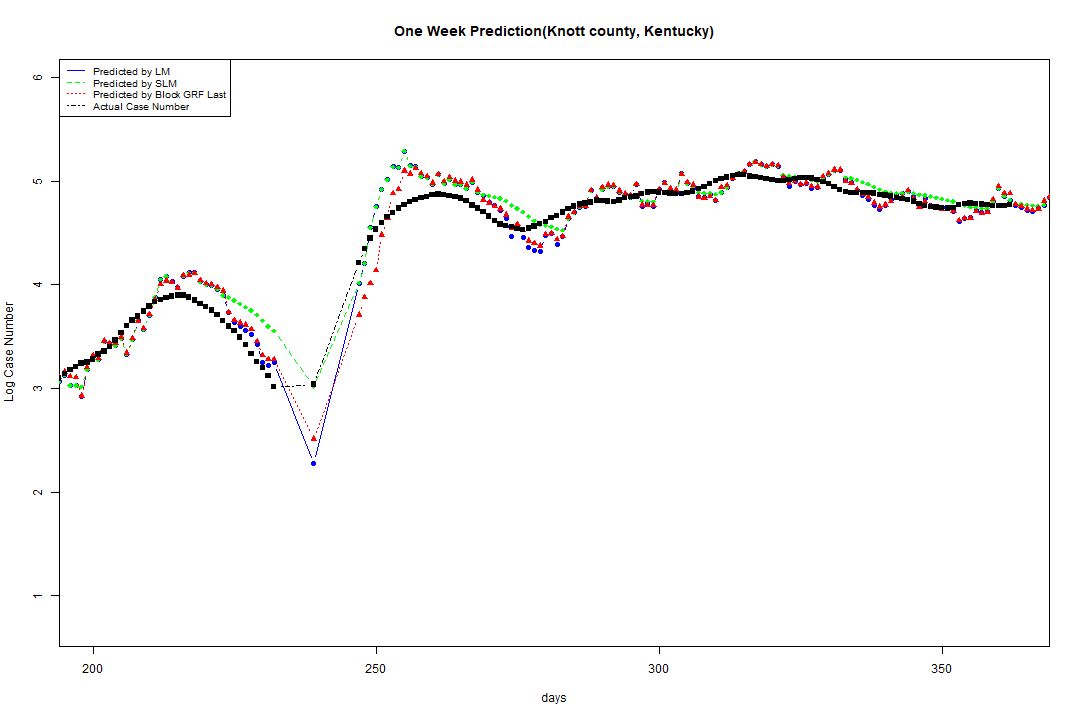 One Week Prediction(Knott county, Kentucky)
Predicted by LM
Predicted by SLM
Predicted by Block GRF Last
Actual Case Number
6
5
4
3
2
1
Log Case Number
200 250 300 350
days